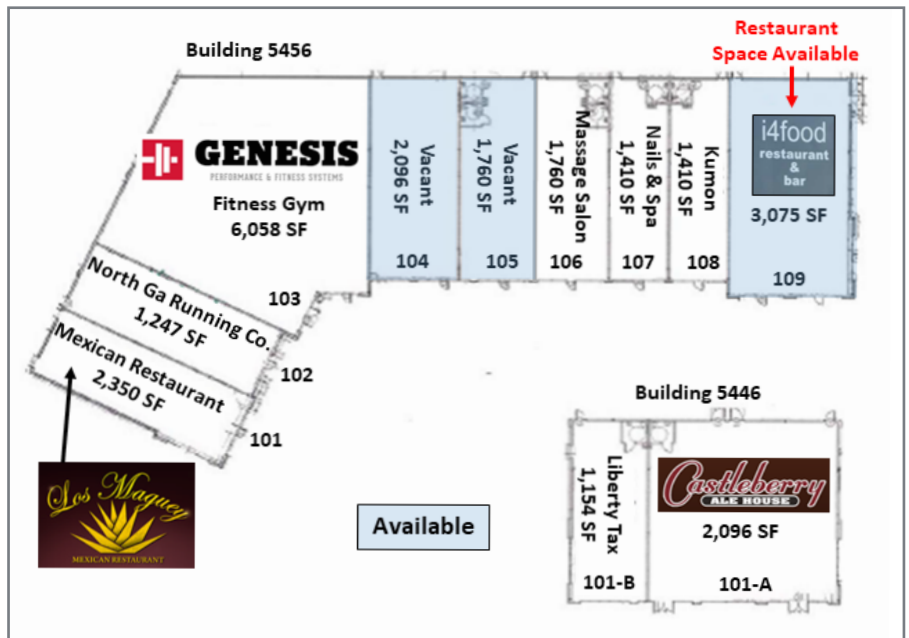 Restaurant
Space Available
Building 5456
i4food
restaurant
&
bar
3,075 SF
109
GENESIS
PERFORMANCE & FITNESS SYSTEMS
Fitness Gym
6,058 SF
103
Vacant
2,096 SF
104
Vacant
1,760 SF
105
Massage Salon
1,760 SF
106
Nails & Spa
1,410 SF
107
Kumon
1,410 SF
108
North Ga Running Co.
1,247 SF
102
Mexican Restaurant
2,350 SF
101
Los Maguey
MEXICAN RESTAURANT
Available
Building 5446
Liberty Tax
1,154 SF
101-B
Castleberry
ALE HOUSE
2,096 SF
101-A